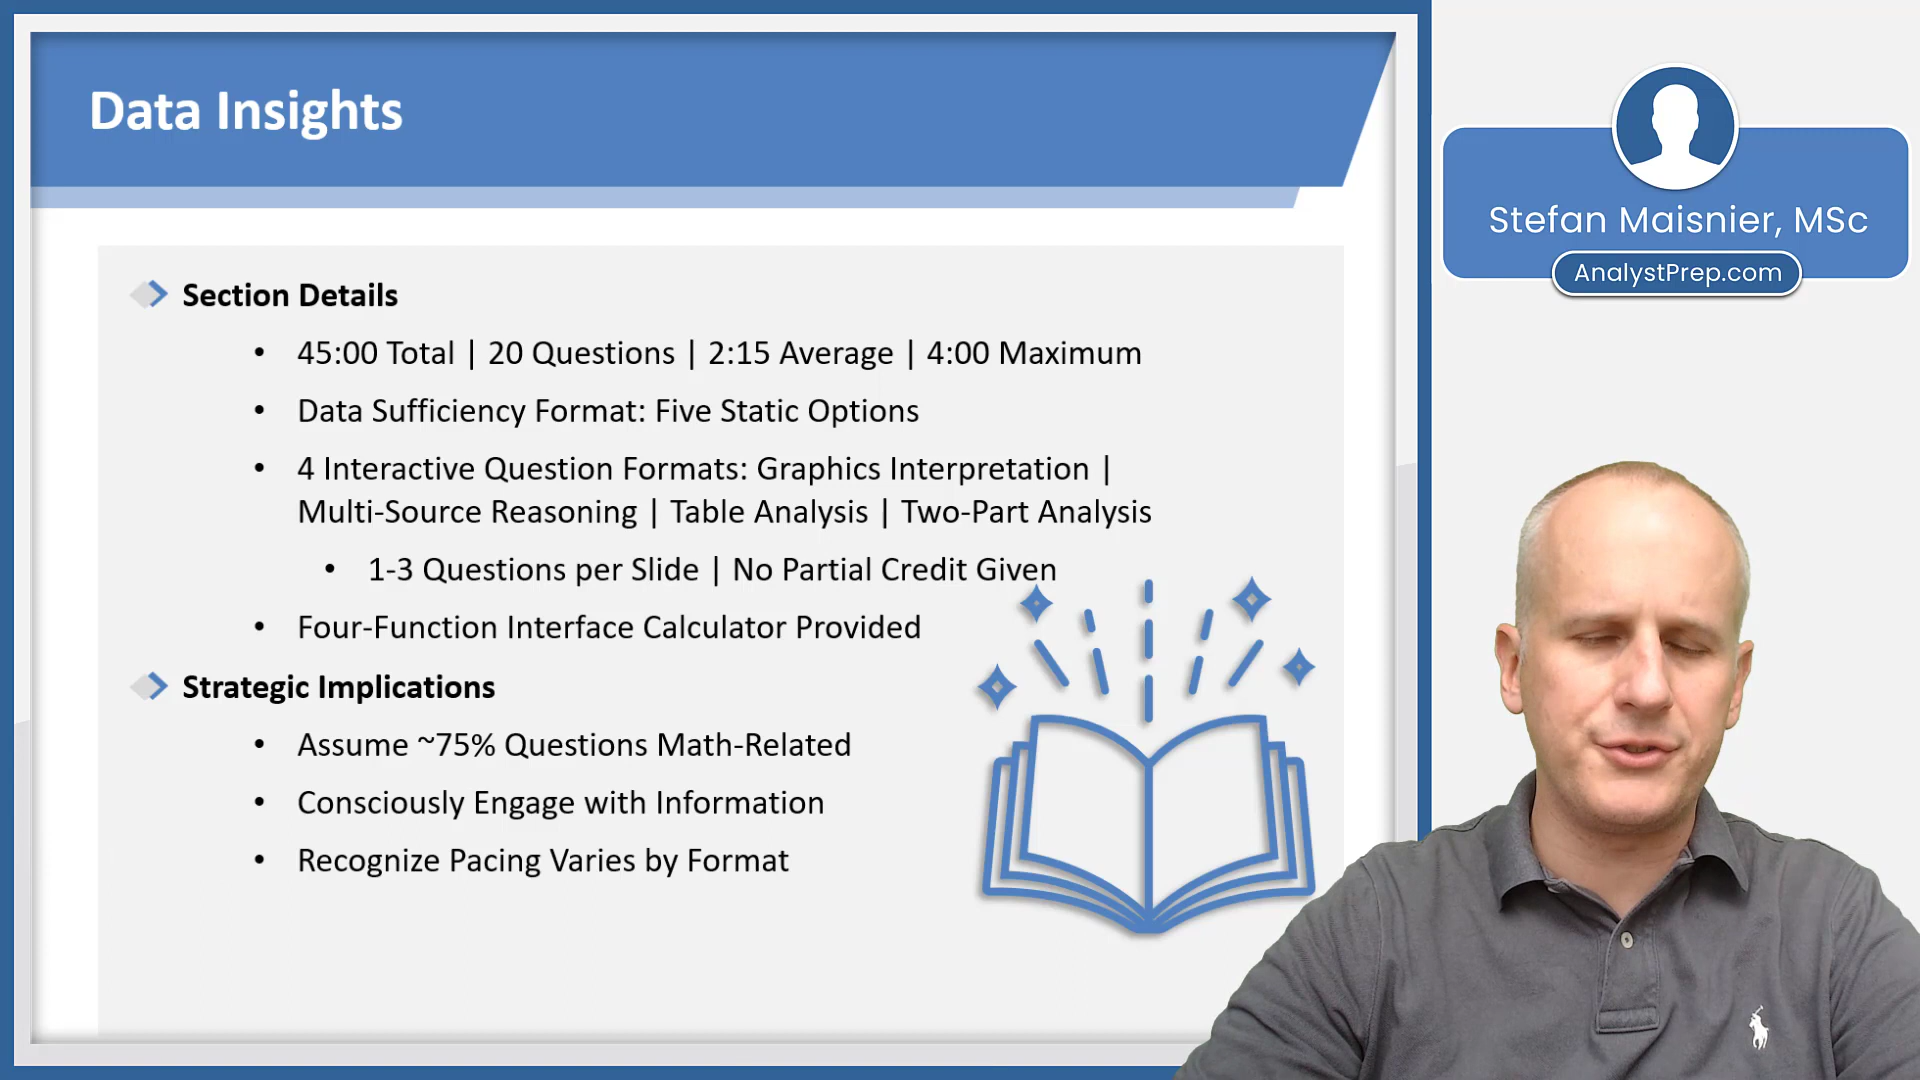 Data Insights
Section Details
• 45:00 Total | 20 Questions | 2:15 Average | 4:00 Maximum
• Data Sufficiency Format: Five Static Options
• 4 Interactive Question Formats: Graphics Interpretation |
Multi-Source Reasoning | Table Analysis | Two-Part Analysis
• 1-3 Questions per Slide | No Partial Credit Given
• Four-Function Interface Calculator Provided
Strategic Implications
• Assume ~75% Questions Math-Related
• Consciously Engage with Information
• Recognize Pacing Varies by Format
Stefan Maisnier, MSc
AnalystPrep.com